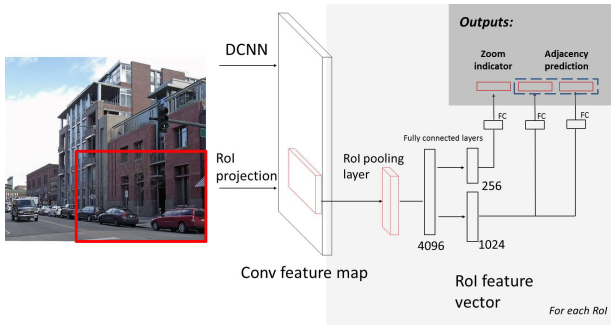 Outputs:
Zoom
indicator
Adjacency
prediction
DCNN
FC
FC
FC
Fully connected layers
RoI
projection
RoI pooling
layer
256
4096
1024
Conv feature map
RoI feature
vector
For each RoI